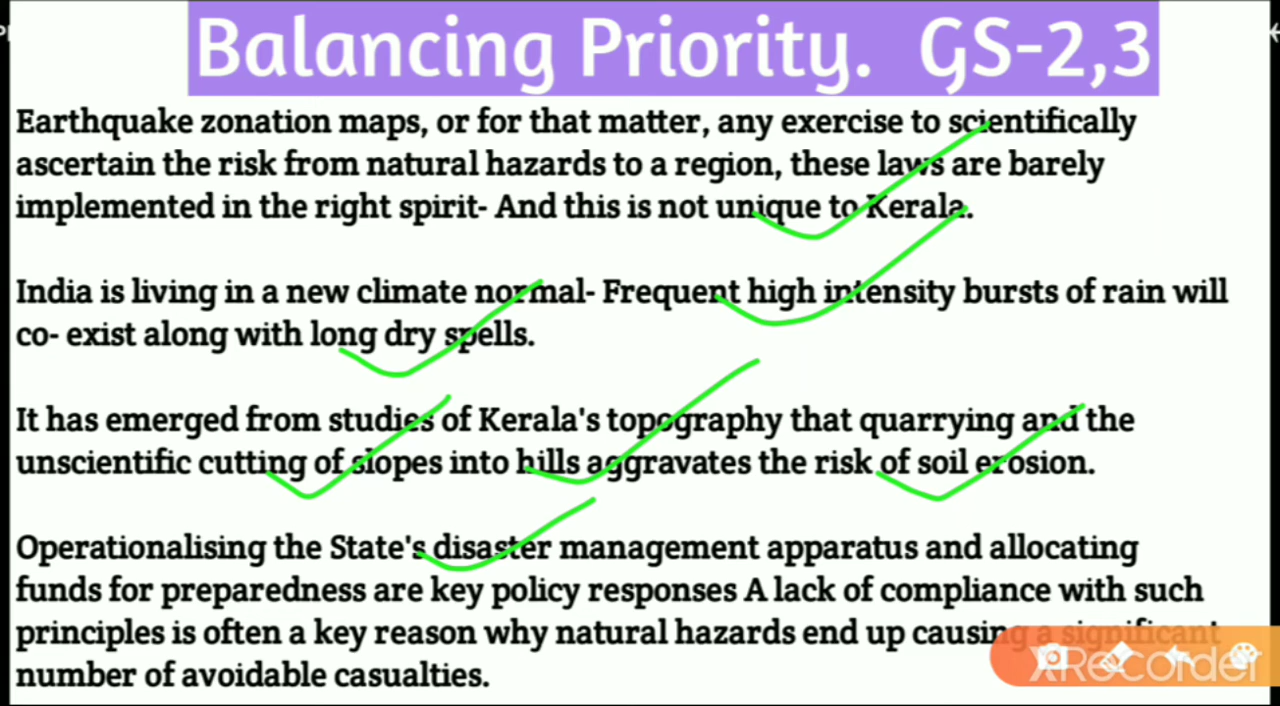 Balancing Priority. GS-2,3
Earthquake zonation maps, or for that matter, any exercise to scientifically
ascertain the risk from natural hazards to a region, these laws are barely
implemented in the right spirit- And this is not unique to Kerala.
India is living in a new climate normal- Frequent high intensity bursts of rain will
co- exist along with long dry spells.
It has emerged from studies of Kerala's topography that quarrying and the
unscientific cutting of slopes into hills aggravates the risk of soil erosion.
Operationalising the State's disaster management apparatus and allocating
funds for preparedness are key policy responses A lack of compliance with such
principles is often a key reason why natural hazards end up causing a significant
number of avoidable casualties.
XRecorder